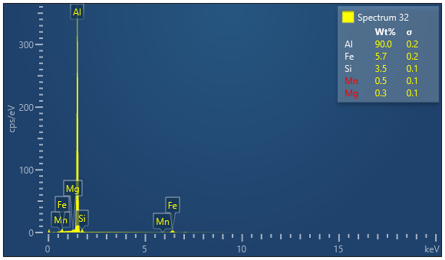 Spectrum 32
Wt% σ
Al 90.0 0.2
Fe 5.7 0.2
Si 3.5 0.1
Mn 0.5 0.1
Mg 0.3 0.1
Al
300
200
cps/eV
100
Mg
Fe
Fe
Mn
Si
Mn
0
0 5 10 15 keV